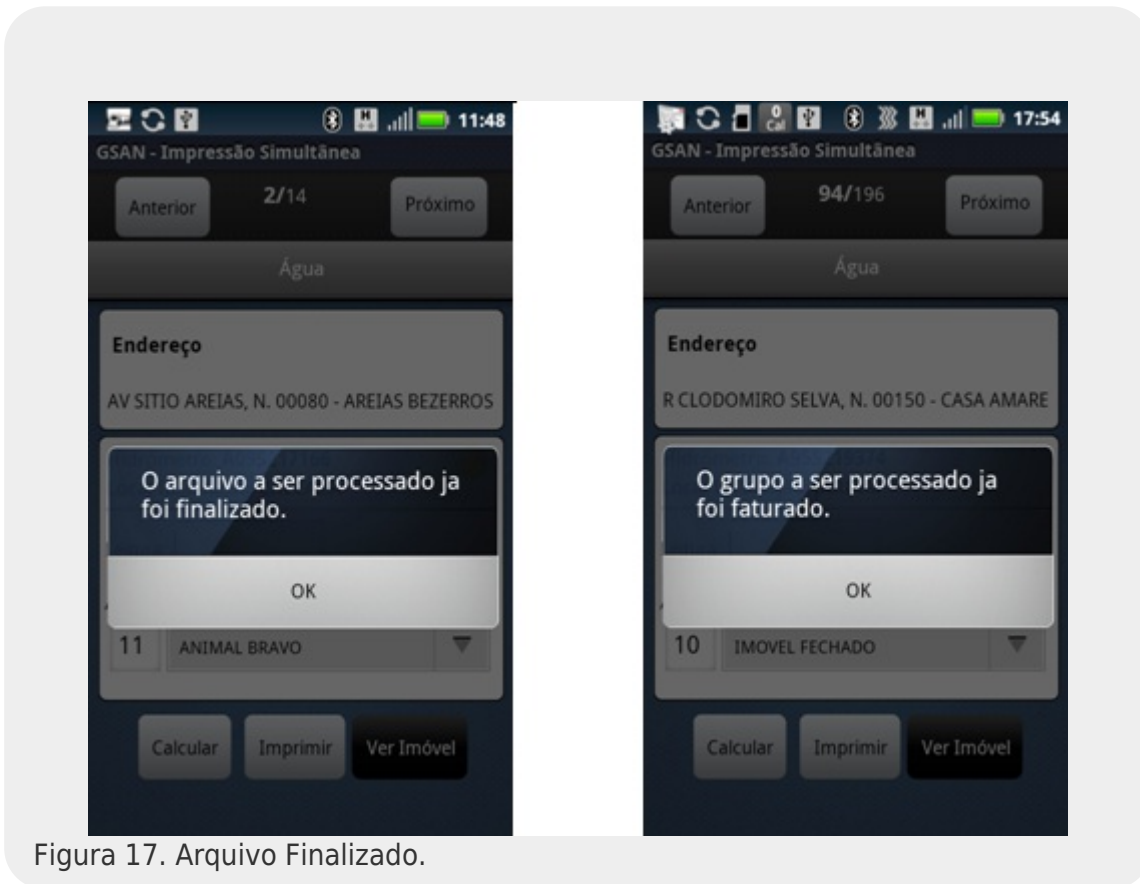 11:48
GSAN - Impressão Simultânea
Anterior 2/14 Próximo
Água
Endereço
AV SITIO AREIAS, N. 00080 - AREIAS BEZERROS
O arquivo a ser processado ja
foi finalizado.
OK
11 ANIMAL BRAVO
Calcular Imprimir Ver Imóvel
17:54
GSAN - Impressão Simultânea
Anterior 94/196 Próximo
Água
Endereço
R CLODOMIRO SELVA, N. 00150 - CASA AMARE
O grupo a ser processado ja
foi faturado.
OK
10 IMOVEL FECHADO
Calcular Imprimir Ver Imóvel
Figura 17. Arquivo Finalizado.